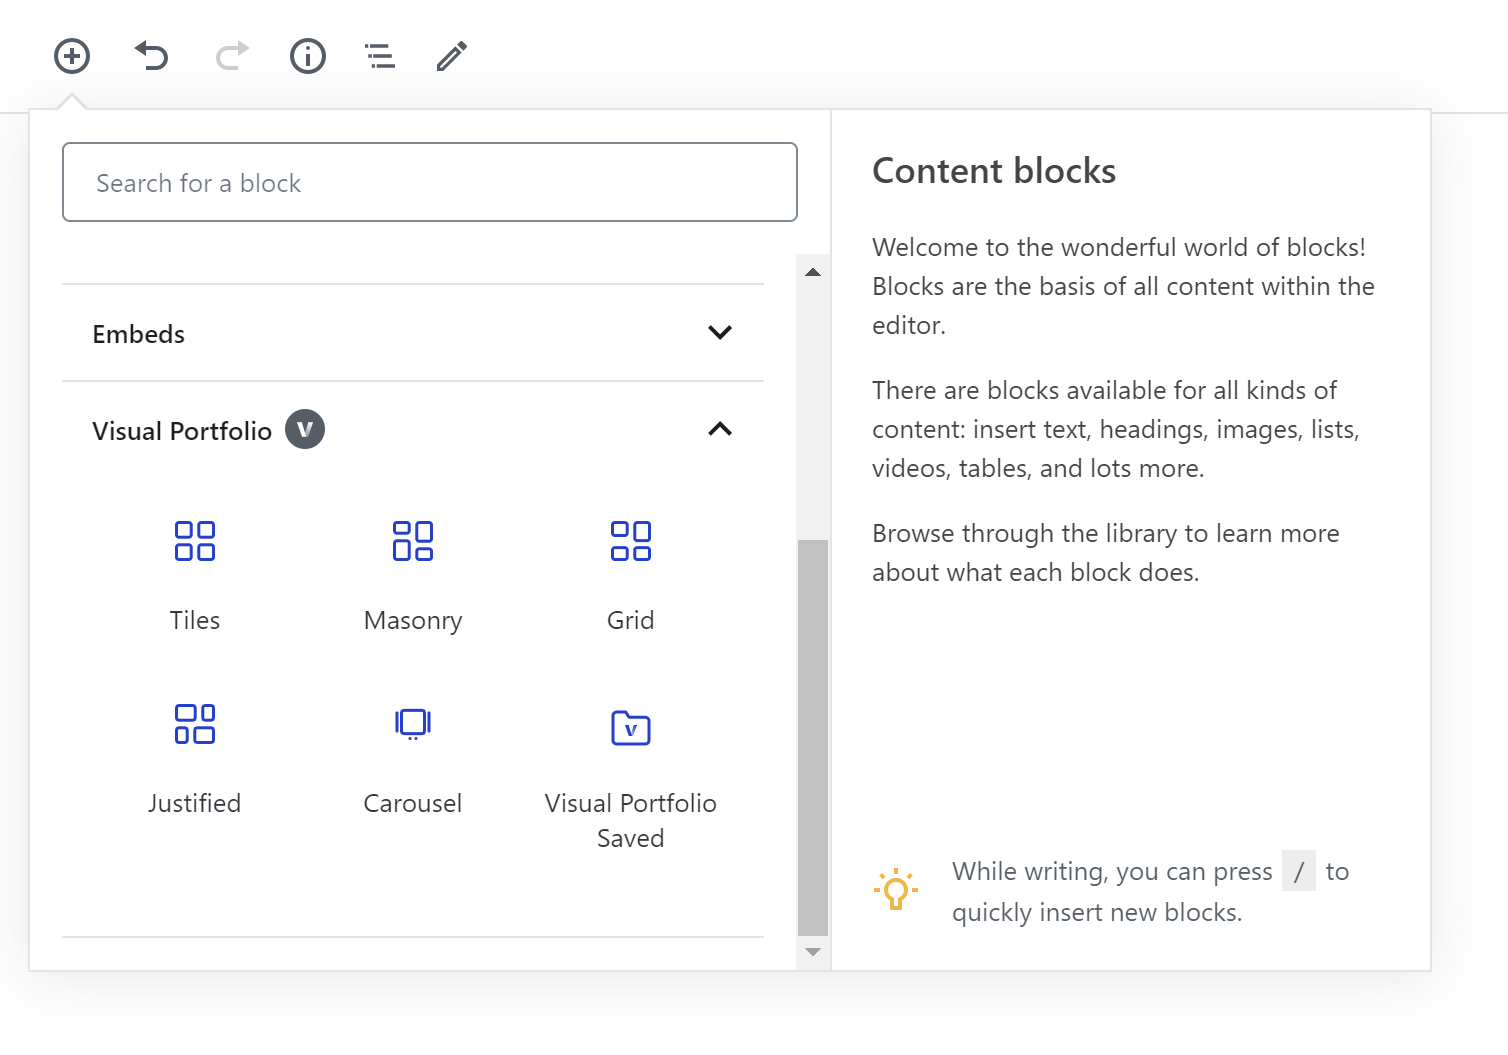 Search for a block
Embeds
Visual Portfolio V
Tiles
Masonry
Grid
Justified
Carousel
V
Visual Portfolio
Saved
Content blocks
Welcome to the wonderful world of blocks!
Blocks are the basis of all content within the
editor.
There are blocks available for all kinds of
content: insert text, headings, images, lists,
videos, tables, and lots more.
Browse through the library to learn more
about what each block does.
While writing, you can press / to
quickly insert new blocks.